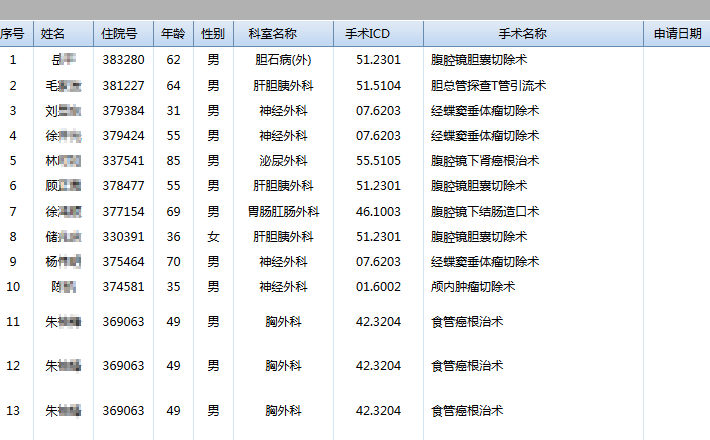 序号 姓名 住院号 年龄 性别 科室名称 手术ICD 手术名称 申请日期
1 岳 383280 62 男 胆石病(外) 51.2301 腹腔镜胆囊切除术
2 毛 381227 64 男 肝胆胰外科 51.5104 胆总管探查T管引流术
3 刘 379384 31 男 神经外科 07.6203 经蝶窦垂体瘤切除术
4 徐 379424 55 男 神经外科 07.6203 经蝶窦垂体瘤切除术
5 林 337541 85 男 泌尿外科 55.5105 腹腔镜下肾癌根治术
6 顾 378477 55 男 肝胆胰外科 51.2301 腹腔镜胆囊切除术
7 徐 377154 69 男 胃肠肛肠外科 46.1003 腹腔镜下结肠造口术
8 储 330391 36 女 肝胆胰外科 51.2301 腹腔镜胆囊切除术
9 杨 375464 70 男 神经外科 07.6203 经蝶窦垂体瘤切除术
10 陈 374581 35 男 神经外科 01.6002 颅内肿瘤切除术
11 朱 369063 49 男 胸外科 42.3204 食管癌根治术
12 朱 369063 49 男 胸外科 42.3204 食管癌根治术
13 朱 369063 49 男 胸外科 42.3204 食管癌根治术